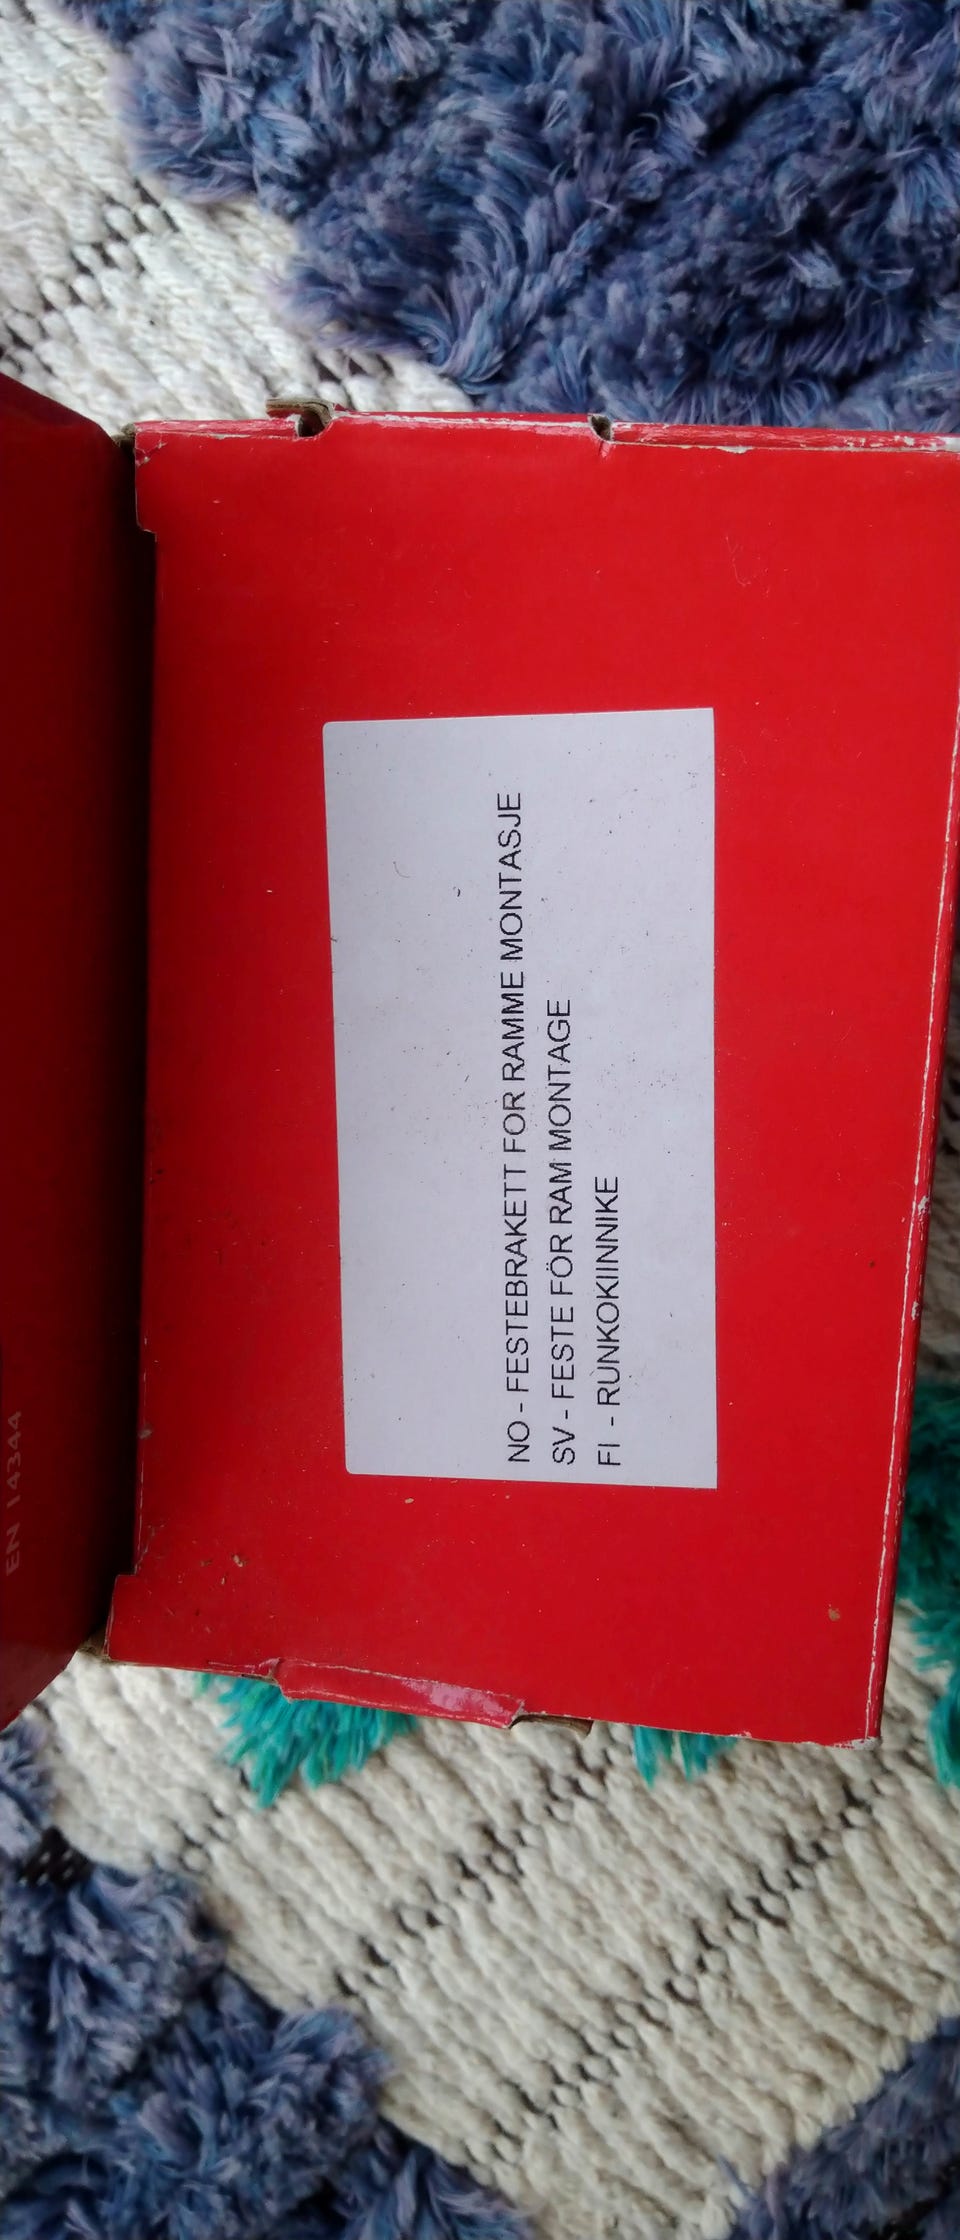 NO - FESTEBRAKETT FOR RAMME MONTASJE
SV - FESTE FÖR RAM MONTAGE
FI - RUNKOKIINNIKE
EN 14344